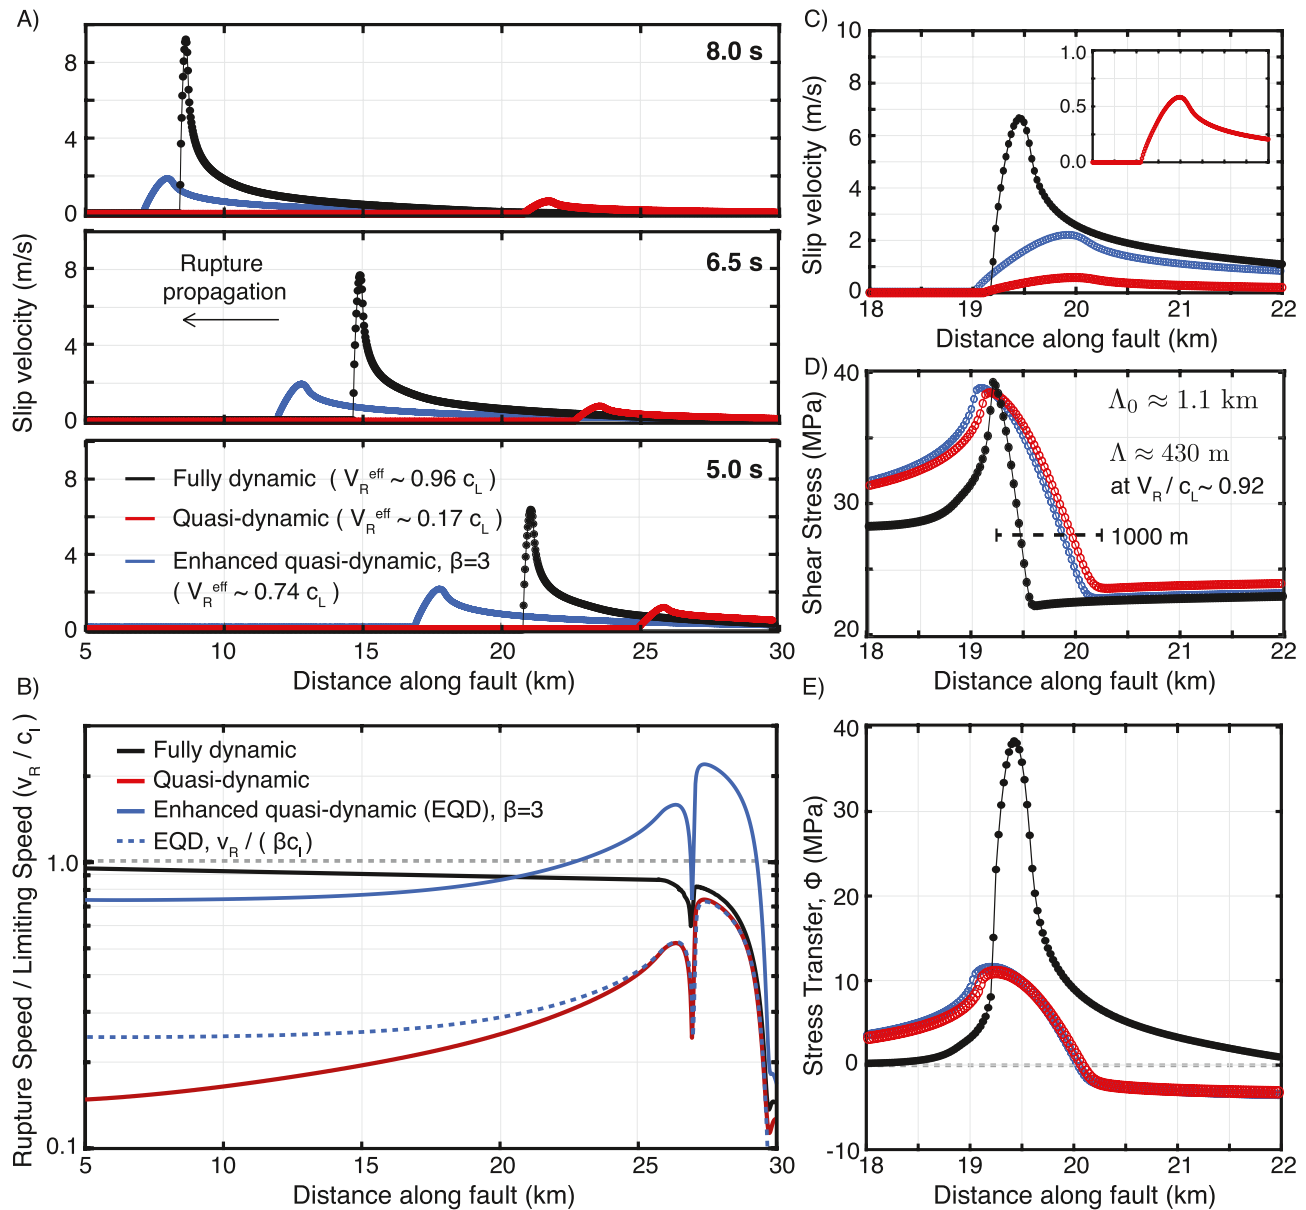 A)
8.0 s
8
4
2
0
Slip velocity (m/s)
6.5 s
Rupture
propagation
8
4
2
0
5.0 s
8
4
2
0
Fully dynamic ( V_R^eff ~ 0.96 c_L )
Quasi-dynamic ( V_R^eff ~ 0.17 c_L )
Enhanced quasi-dynamic, β=3
( V_R^eff ~ 0.74 c_L )
5 10 15 20 25 30
Distance along fault (km)
B)
Rupture Speed / Limiting Speed (v_R / c_l)
Fully dynamic
Quasi-dynamic
Enhanced quasi-dynamic (EQD), β=3
EQD, v_R / ( βc_l )
1.0
0.1
5 10 15 20 25 30
Distance along fault (km)
C)
Slip velocity (m/s)
10
8
7
6
4
2
0
1.0
0.5
0.0
18 19 20 21 22
Distance along fault (km)
D)
Shear Stress (MPa)
40
30
20
Λ₀ ≈ 1.1 km
Λ ≈ 430 m
at V_R / c_L ~ 0.92
1000 m
18 19 20 21 22
Distance along fault (km)
E)
Stress Transfer, Φ (MPa)
40
30
20
10
0
-10
18 19 20 21 22
Distance along fault (km)